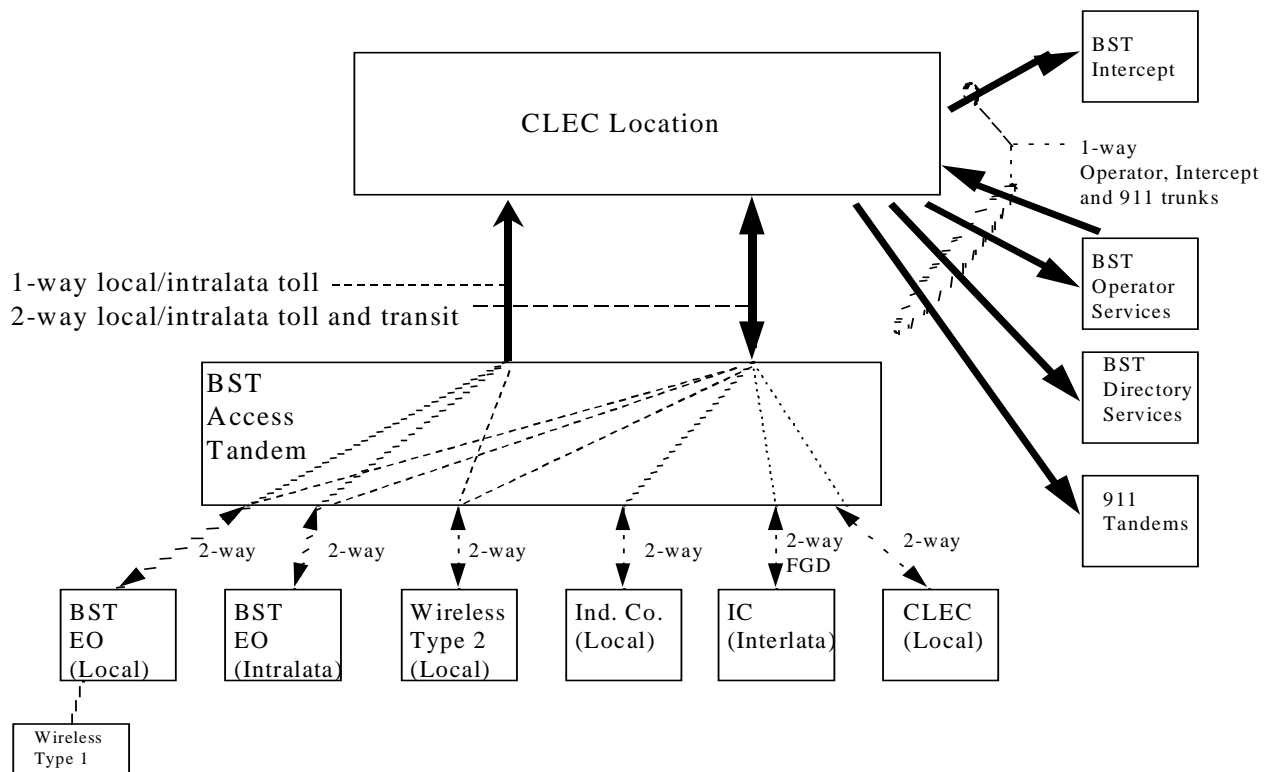 BST
Intercept
CLEC Location
1-way
Operator, Intercept
and 911 trunks
BST
Operator
Services
1-way local/intralata toll
2-way local/intralata toll and transit
BST
Access
Tandem
BST
Directory
Services
911
Tandems
2-way
2-way
2-way
2-way
2-way
FGD
2-way
BST
EO
(Local)
BST
EO
(Intralata)
Wireless
Type 2
(Local)
Ind. Co.
(Local)
IC
(Interlata)
CLEC
(Local)
Wireless
Type 1